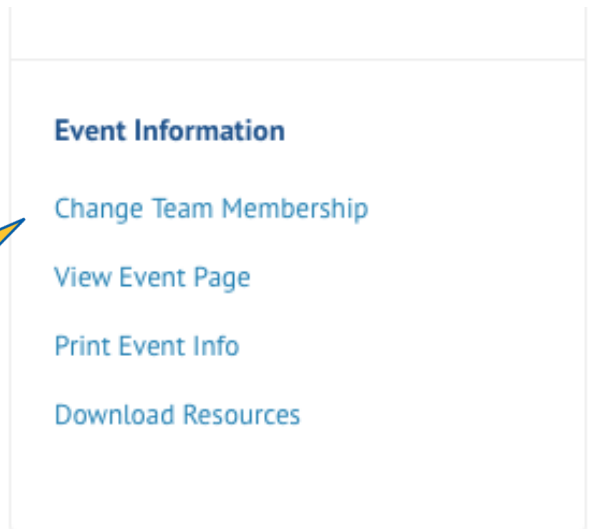 Event Information
Change Team Membership
View Event Page
Print Event Info
Download Resources